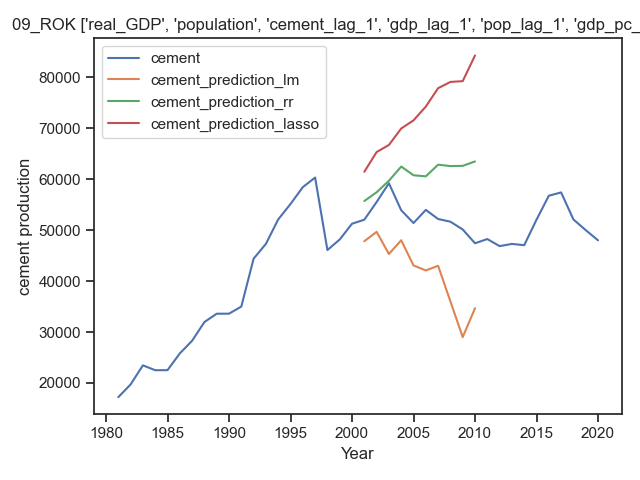 09_ROK ['real_GDP', 'population', 'cement_lag_1', 'gdp_lag_1', 'pop_lag_1', 'gdp_pc_
cement
cement_prediction_lm
cement_prediction_rr
cement_prediction_lasso
cement production
80000
70000
60000
50000
40000
30000
20000
1980 1985 1990 1995 2000 2005 2010 2015 2020
Year